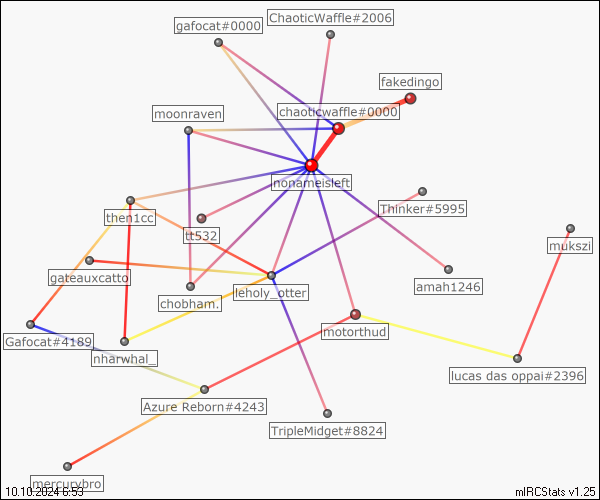 ChaoticWaffle#2006
gafocat#0000
fakedingo
chaoticwaffle#0000
moonraven
nonameisleft
Thinker#5995
then1cc
tt532
mukszi
gateauxcatto
leholy_otter
amah1246
chobham.
motorthud
Gafocat#4189
nharwhal_
lucas das oppai#2396
Azure Reborn#4243
TripleMidget#8824
mercurybro
10.10.2024 6:53
mIRCStats v1.25